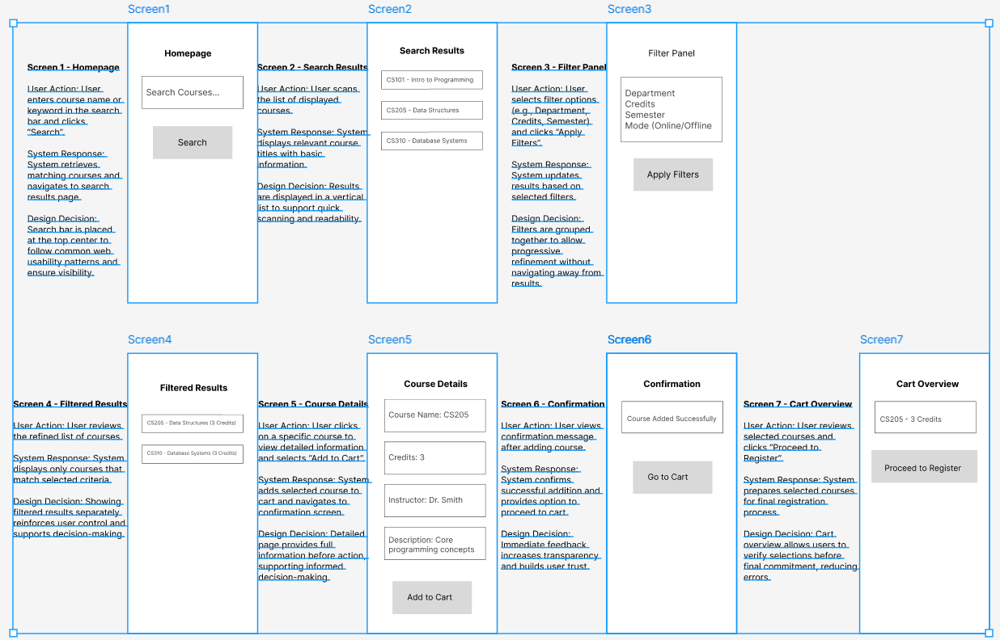 Screen1
Screen 1 - Homepage
User Action: User
enters course name or
keyword in the search
bar and clicks
“Search”.
System Response:
System retrieves
matching courses and
navigates to search
results page.
Design Decision:
Search bar is placed
at the top center to
follow common web
usability patterns and
ensure visibility.
Homepage
Search Courses...
Search
Screen2
Screen 2 - Search Results
User Action: User scans
the list of displayed
courses.
System Response: System
displays relevant course
titles with basic
information.
Design Decision: Results
are displayed in a vertical
list to support quick
scanning and readability.
Search Results
CS101 - Intro to Programming
CS205 - Data Structures
CS310 - Database Systems
Screen3
Screen 3 - Filter Panel
User Action: User
selects filter options
(e.g., Department,
Credits, Semester)
and clicks “Apply
Filters”.
System Response:
System updates
results based on
selected filters.
Design Decision:
Filters are grouped
together to allow
progressive
refinement without
navigating away from
results.
Filter Panel
Department
Credits
Semester
Mode (Online/Offline
Apply Filters
Screen4
Screen 4 - Filtered Results
User Action: User reviews
the refined list of courses.
System Response: System
displays only courses that
match selected criteria.
Design Decision: Showing
filtered results separately
reinforces user control and
supports decision-making.
Filtered Results
CS205 - Data Structures (3 Credits)
CS310 - Database Systems (3 Credits)
Screen5
Screen 5 - Course Details
User Action: User clicks
on a specific course to
view detailed information
and selects “Add to Cart”
System Response: System
adds selected course to
cart and navigates to
confirmation screen.
Design Decision: Detailed
page provides full
information before action,
supporting informed
decision-making.
Course Details
Course Name: CS205
Credits: 3
Instructor: Dr. Smith
Description: Core
programming concepts
Add to Cart
Screen6
Screen 6 - Confirmation
User Action: User views
confirmation message
after adding course.
System Response:
System confirms
successful addition and
provides option to
proceed to cart.
Design Decision:
Immediate feedback
increases transparency
and builds user trust.
Confirmation
Course Added Successfully
Go to Cart
Screen7
Screen 7 - Cart Overview
User Action: User reviews
selected courses and
clicks “Proceed to
Register”.
System Response: System
prepares selected courses
for final registration
process.
Design Decision: Cart
overview allows users to
verify selections before
final commitment, reducing
errors.
Cart Overview
CS205 - 3 Credits
Proceed to Register